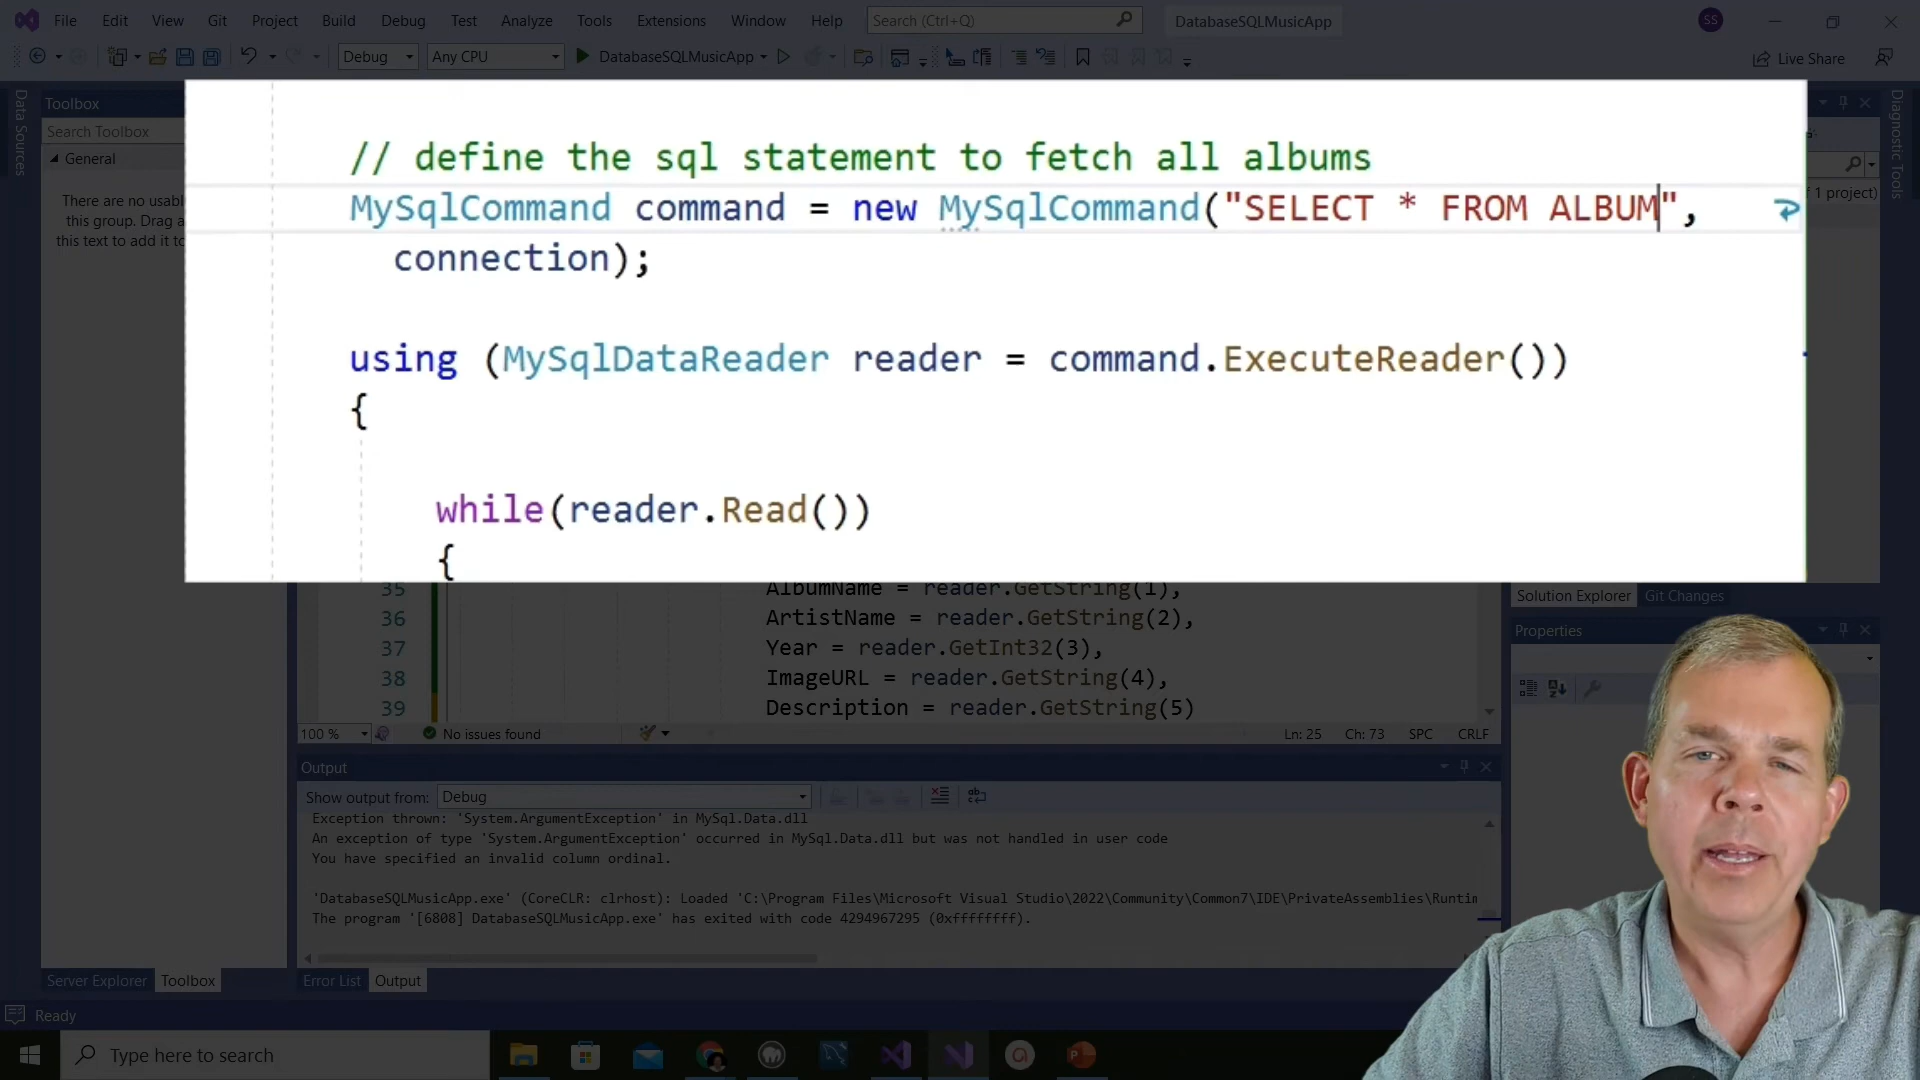 File Edit View Git Project Build Debug Test Analyze Tools Extensions Window Help Search (Ctrl+Q) DatabaseSQLMusicApp SS
Debug Any CPU DatabaseSQLMusicApp Live Share
Data Sources
Toolbox
Search Toolbox
General
There are no usabl
this group. Drag a
this text to add it to
// define the sql statement to fetch all albums
MySqlCommand command = new MySqlCommand("SELECT * FROM ALBUM",
connection);
using (MySqlDataReader reader = command.ExecuteReader())
{
while(reader.Read())
{
35 AlbumName = reader.GetString(1),
36 ArtistName = reader.GetString(2),
37 Year = reader.GetInt32(3),
38 ImageURL = reader.GetString(4),
39 Description = reader.GetString(5)
100 % No issues found Ln: 25 Ch: 73 SPC CRLF
Output
Show output from: Debug
Exception thrown: 'System.ArgumentException' in MySql.Data.dll
An exception of type 'System.ArgumentException' occurred in MySql.Data.dll but was not handled in user code
You have specified an invalid column ordinal.
'DatabaseSQLMusicApp.exe' (CoreCLR: clrhost): Loaded 'C:\Program Files\Microsoft Visual Studio\2022\Community\Common7\IDE\PrivateAssemblies\Runtim
The program '[6808] DatabaseSQLMusicApp.exe' has exited with code 4294967295 (0xffffffff).
Server Explorer Toolbox Error List Output
Diagnostic Tools
f 1 project)
Solution Explorer Git Changes
Properties
Ready
Type here to search